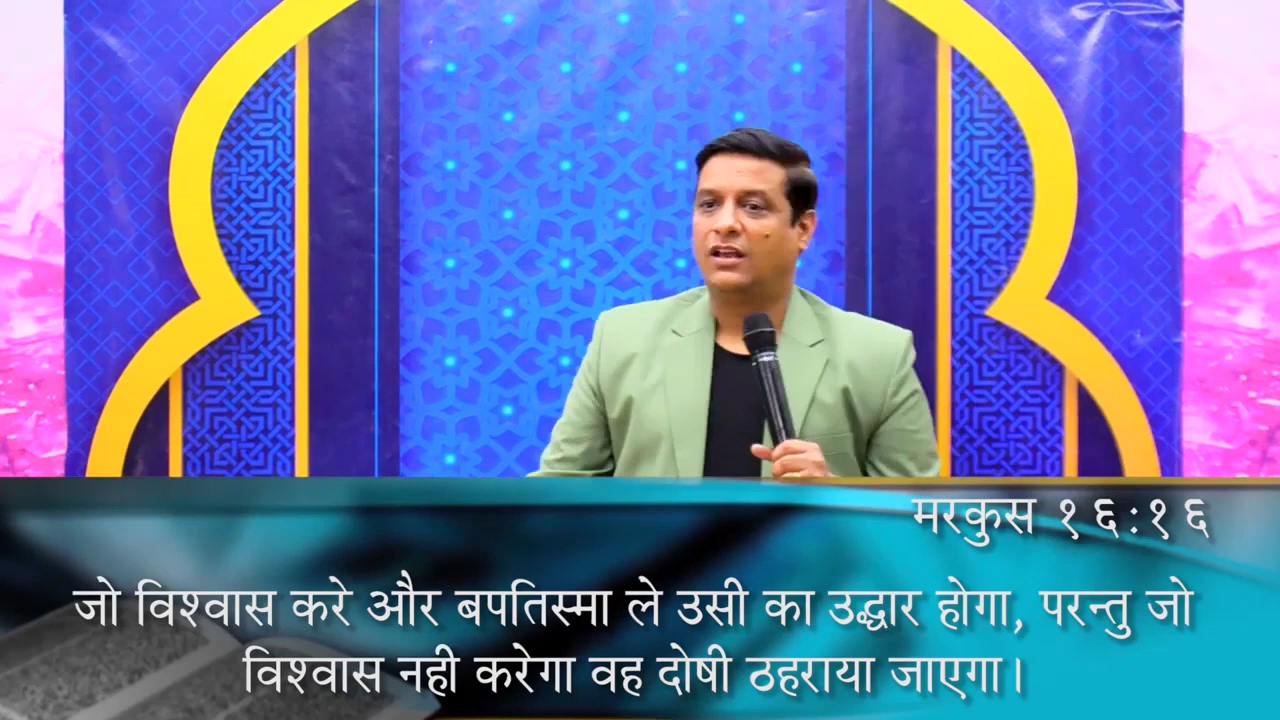 मरकुस १६:१६
जो विश्वास करे और बपतिस्मा ले उसी का उद्धार होगा, परन्तु जो
विश्वास नही करेगा वह दोषी ठहराया जाएगा।